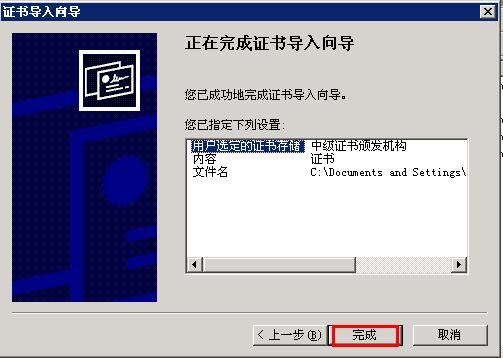 证书导入向导
正在完成证书导入向导
您已成功地完成证书导入向导。
您已指定下列设置:
用户选定的证书存储 中级证书颁发机构
内容 证书
文件名 C:\Documents and Settings\
< 上一步(B) 完成 取消